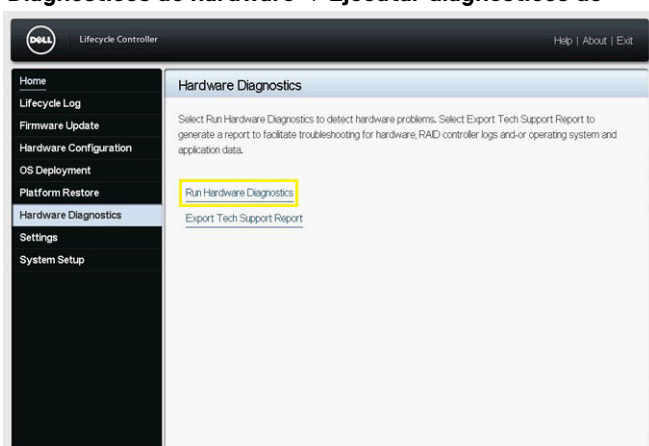 Diagnósticos de hardware → Ejecutar diagnósticos de
DELL
Lifecycle Controller
Help | About | Exit
Home
Lifecycle Log
Firmware Update
Hardware Configuration
OS Deployment
Platform Restore
Hardware Diagnostics
Settings
System Setup
Hardware Diagnostics
Select Run Hardware Diagnostics to detect hardware problems. Select Export Tech Support Report to
generate a report to facilitate troubleshooting for hardware, RAID controller logs and-or operating system and
application data.
Run Hardware Diagnostics
Export Tech Support Report